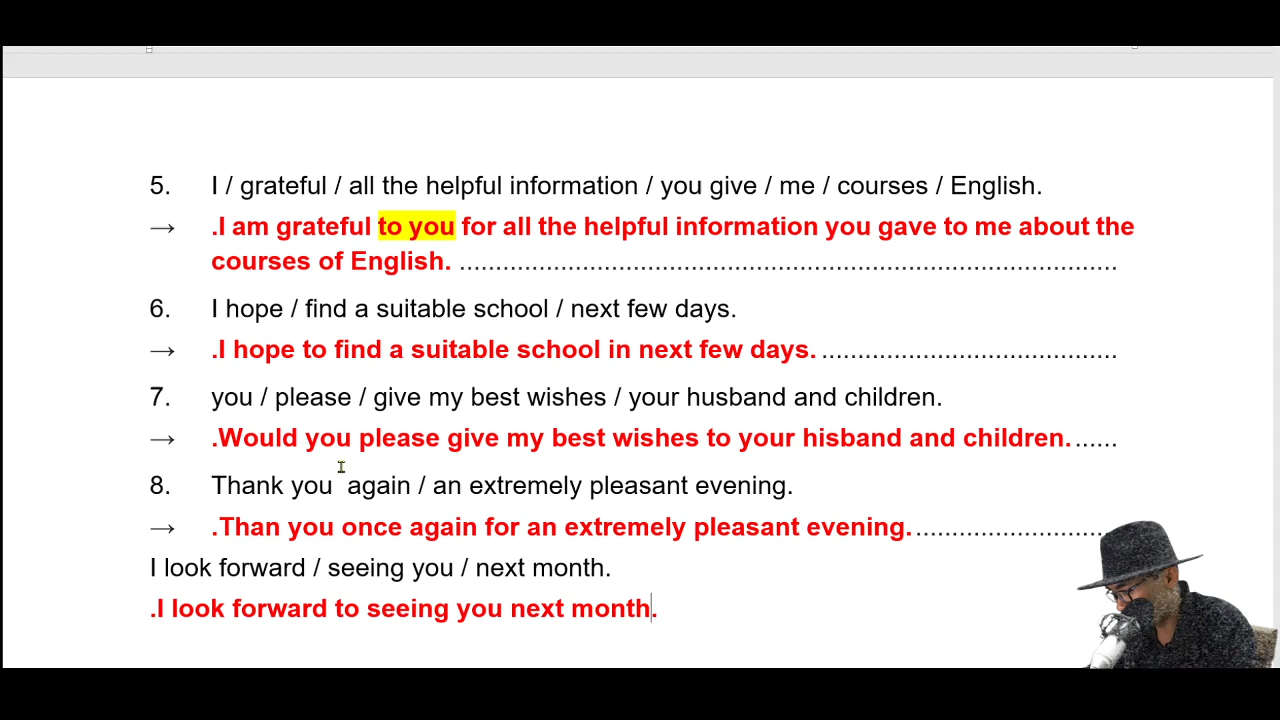 5. I / grateful / all the helpful information / you give / me / courses / English.
→ .I am grateful to you for all the helpful information you gave to me about the
courses of English. ..........................................................................................
6. I hope / find a suitable school / next few days.
→ .I hope to find a suitable school in next few days. .........................................
7. you / please / give my best wishes / your husband and children.
→ .Would you please give my best wishes to your hisband and children.......
8. Thank you again / an extremely pleasant evening.
→ .Than you once again for an extremely pleasant evening...........................
I look forward / seeing you / next month.
.I look forward to seeing you next month.